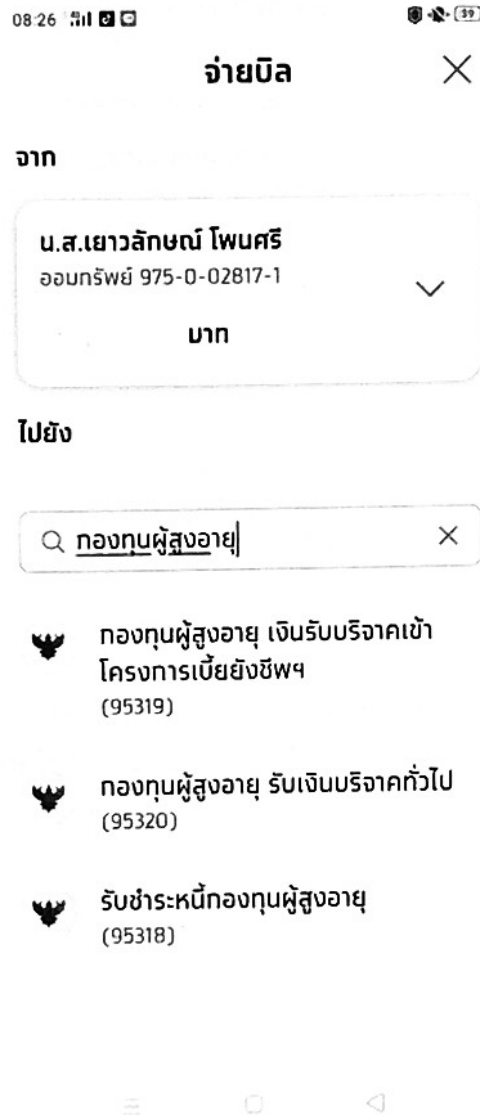 08:26
39
จ่ายบิล
จาก
น.ส.เยาวลักษณ์ โพนศรี
ออมทรัพย์ 975-0-02817-1
บาท
ไปยัง
กองทุนผู้สูงอายุ
กองทุนผู้สูงอายุ เงินรับบริจาคเข้า
โครงการเบี้ยยังชีพฯ
(95319)
กองทุนผู้สูงอายุ รับเงินบริจาคทั่วไป
(95320)
รับชำระหนี้กองทุนผู้สูงอายุ
(95318)